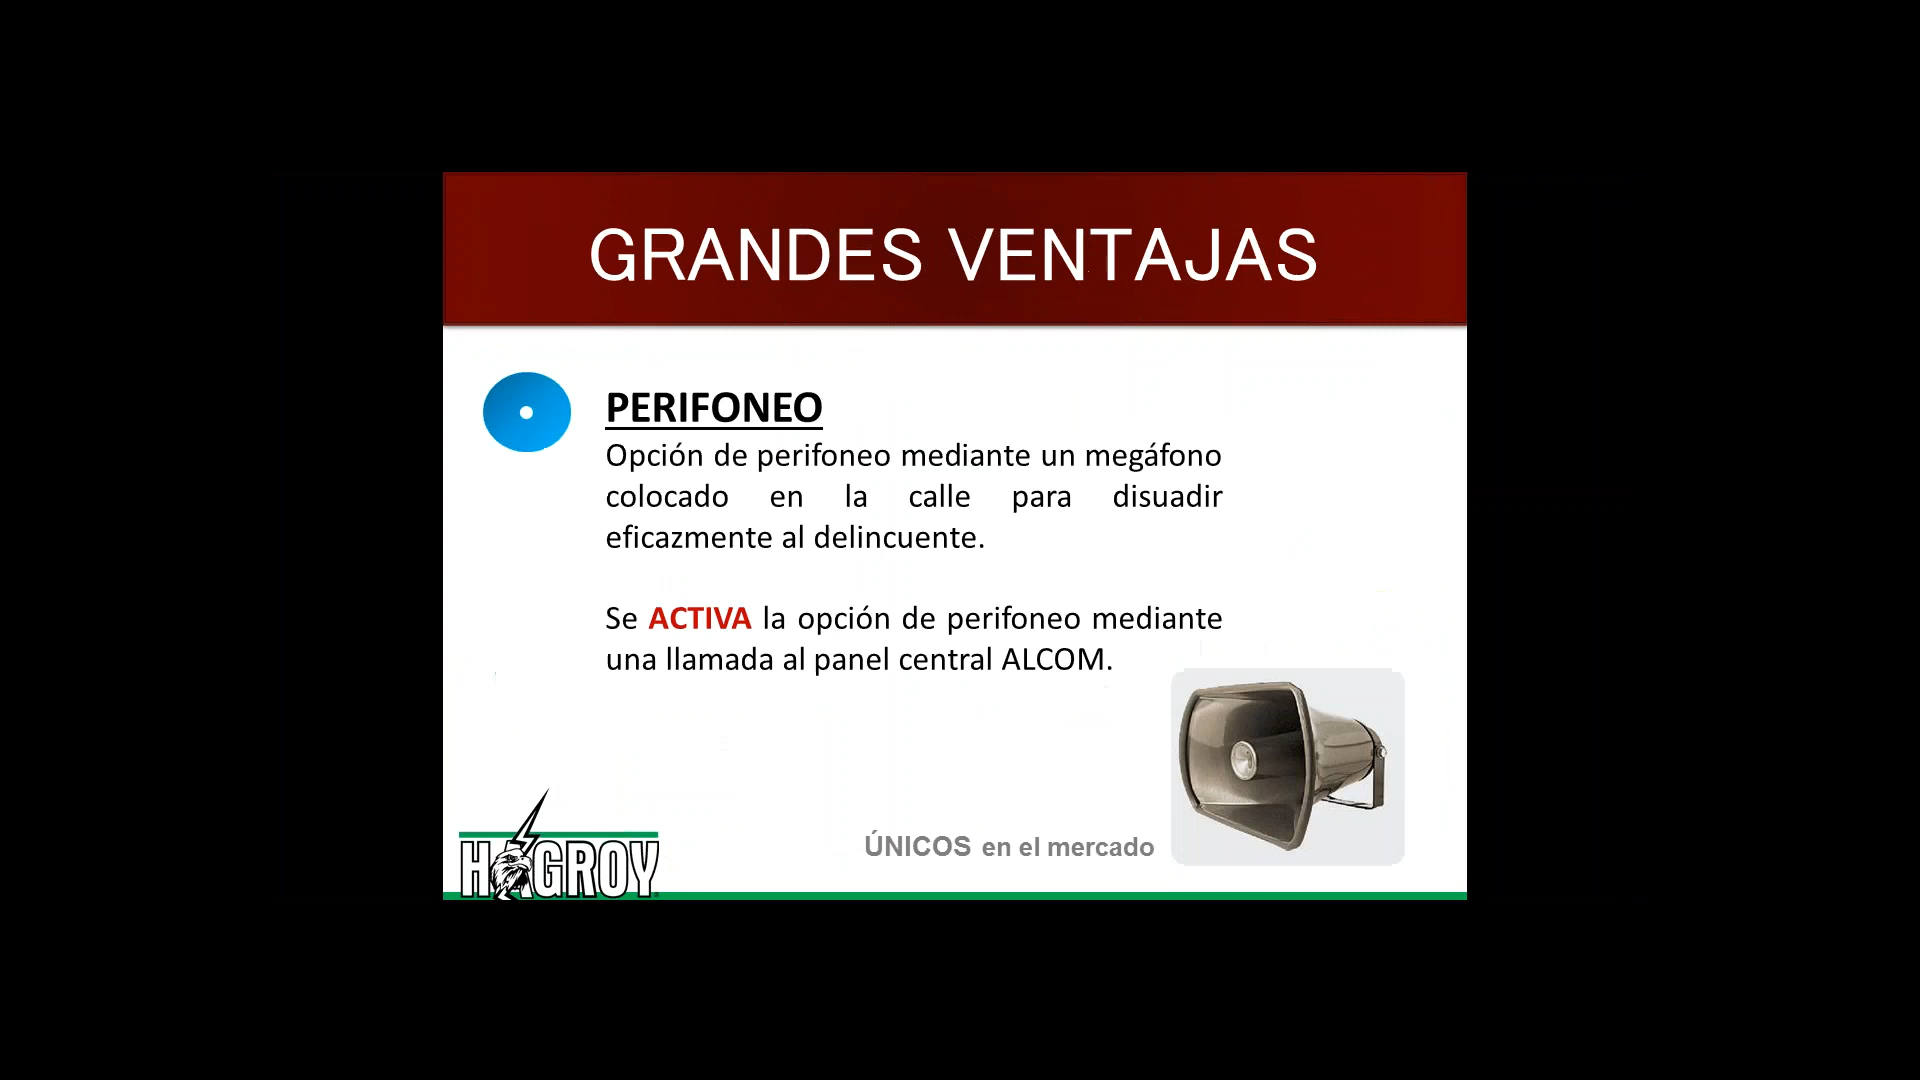 GRANDES VENTAJAS
PERIFONEO
Opción de perifoneo mediante un megáfono
colocado en la calle para disuadir
eficazmente al delincuente.
Se ACTIVA la opción de perifoneo mediante
una llamada al panel central ALCOM.
ÚNICOS en el mercado
HAGROY